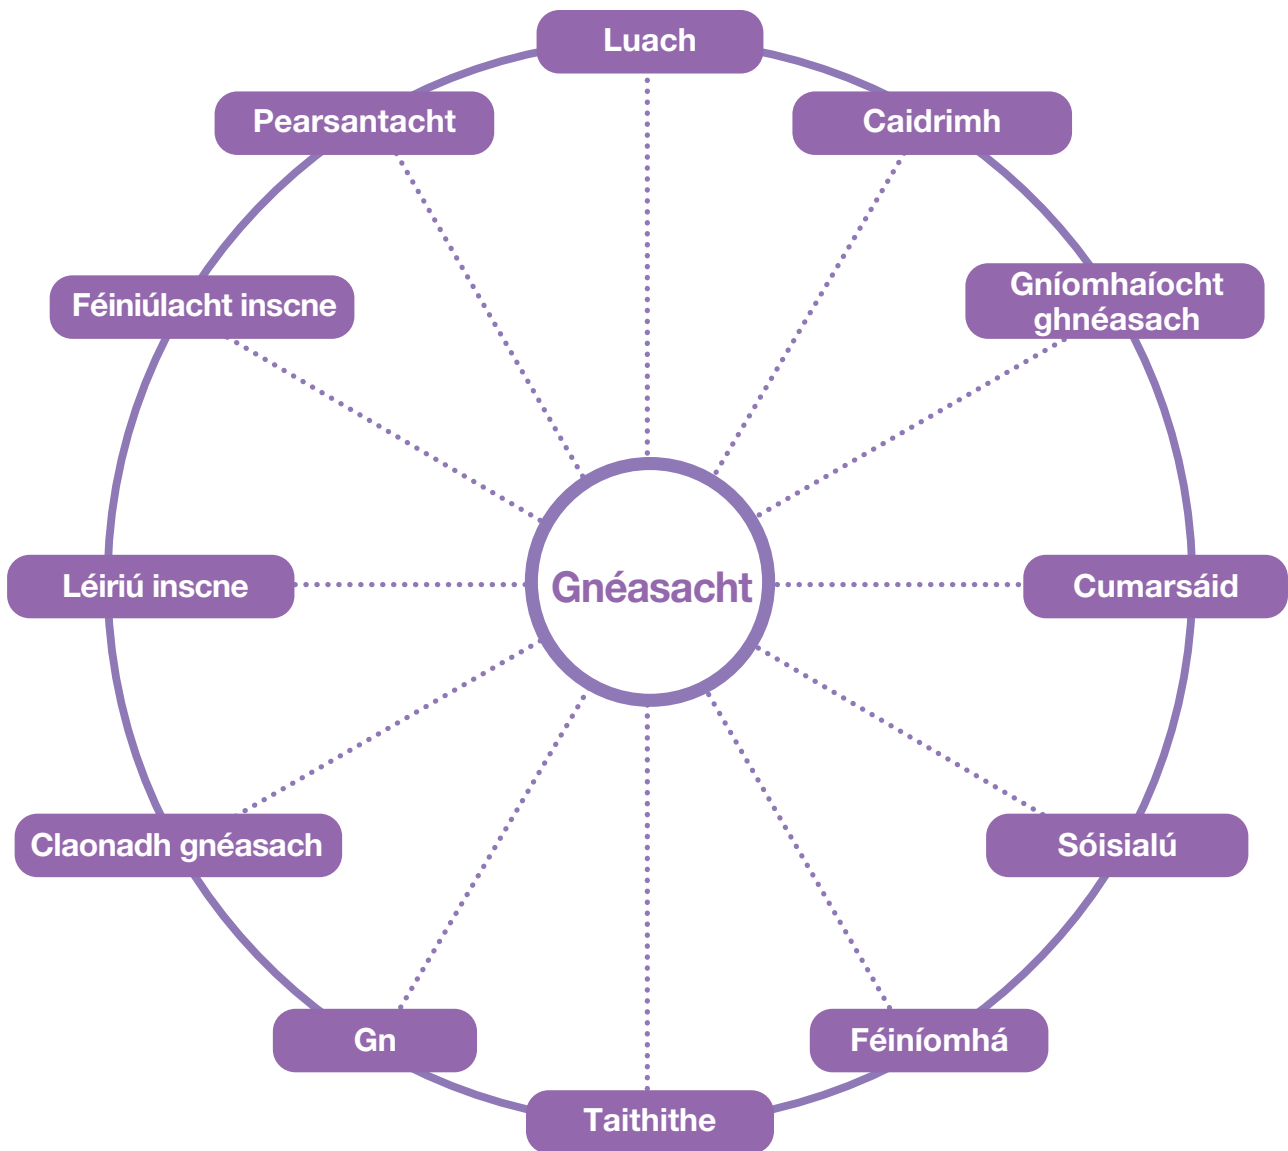 Luach
Pearsantacht
Caidrimh
Féiniúlacht inscne
Gníomhaíocht
ghnéasach
Léiriú inscne
Gnéasacht
Cumarsáid
Claonadh gnéasach
Sóisialú
Gn
Féiníomhá
Taithithe